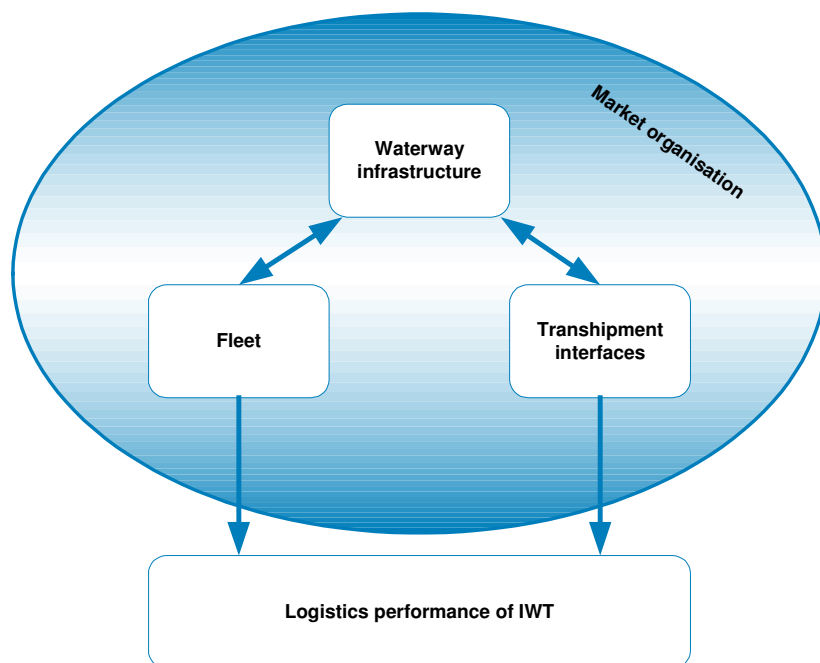 Market organisation
Waterway
infrastructure
Fleet
Transhipment
interfaces
Logistics performance of IWT